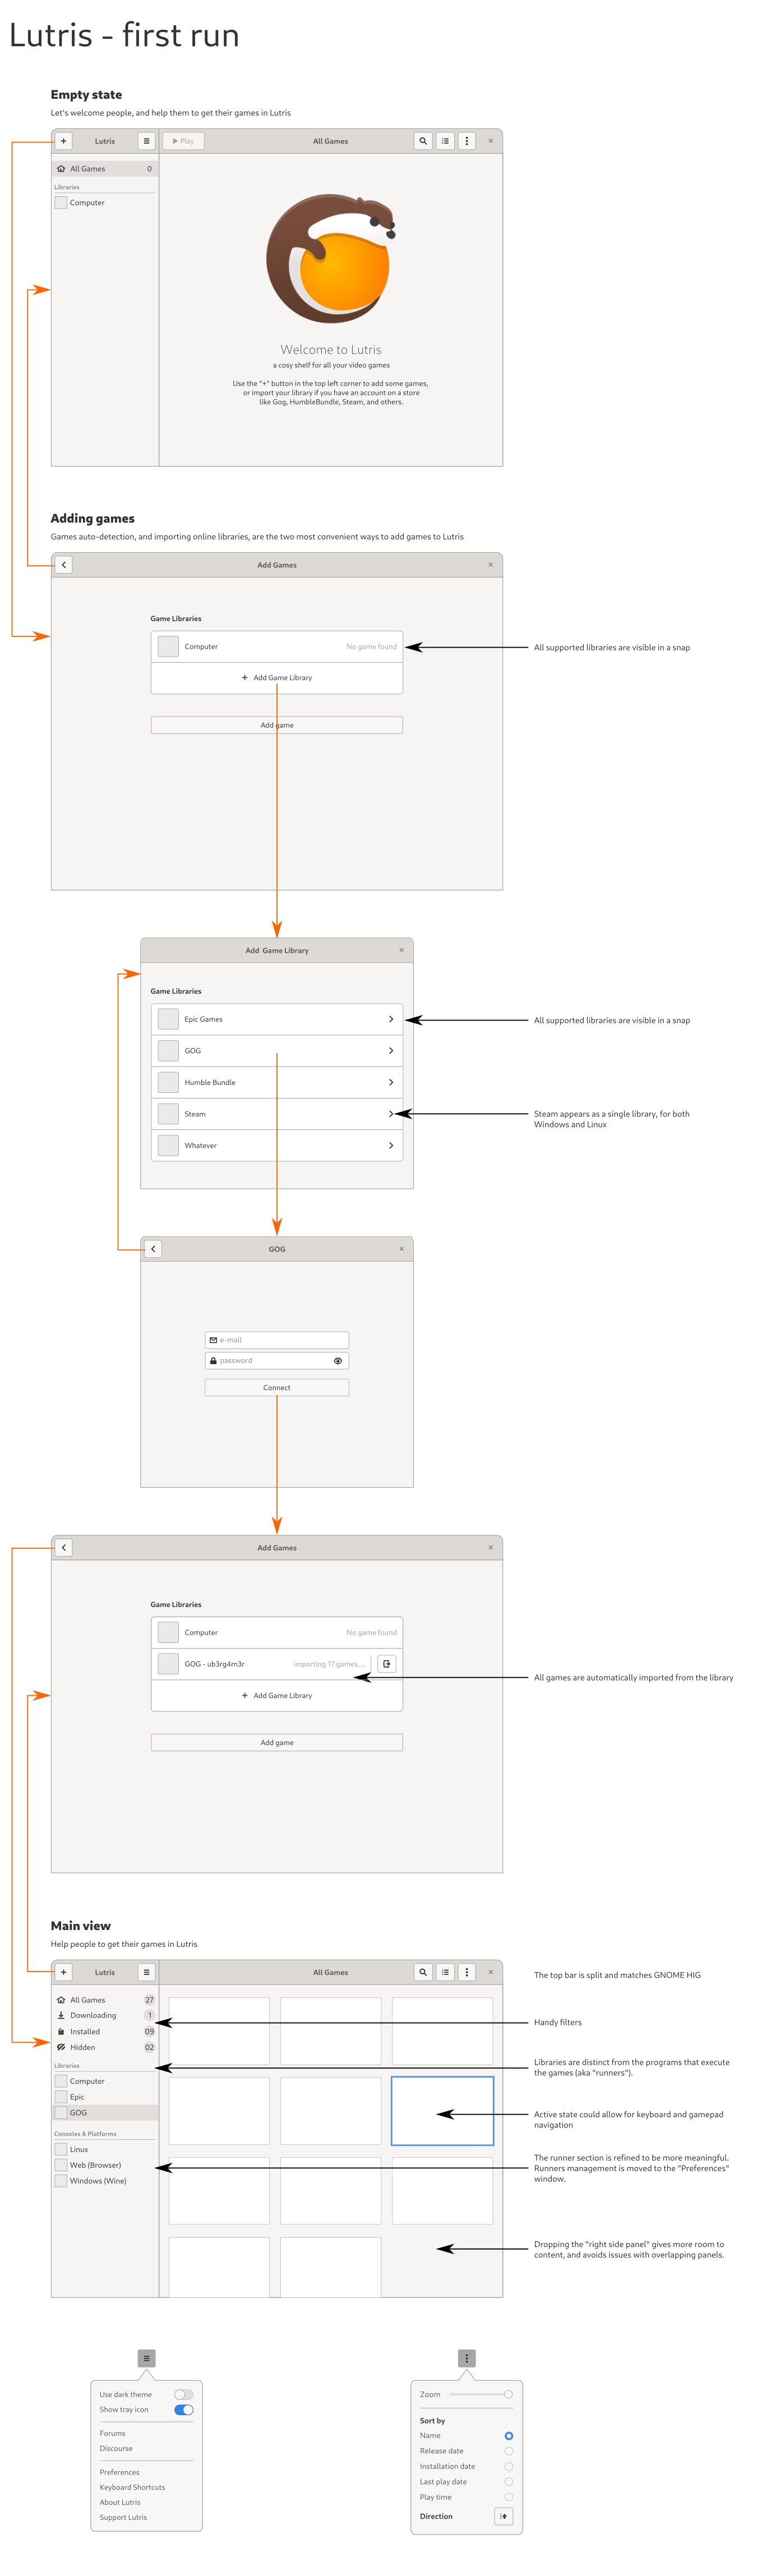 Lutris - first run
Empty state
Let's welcome people, and help them to get their games in Lutris
Lutris
Play
All Games
All Games 0
Libraries
Computer
Welcome to Lutris
a cosy shelf for all your video games
Use the "+" button in the top left corner to add some games,
or import your library if you have an account on a store
like Gog, HumbleBundle, Steam, and others.
Adding games
Games auto-detection, and importing online libraries, are the two most convenient ways to add games to Lutris
Add Games
Game Libraries
Computer No game found
All supported libraries are visible in a snap
+ Add Game Library
Add game
Add Game Library
Game Libraries
Epic Games
All supported libraries are visible in a snap
GOG
Humble Bundle
Steam
Steam appears as a single library, for both
Windows and Linux
Whatever
GOG
e-mail
password
Connect
Add Games
Game Libraries
Computer No game found
GOG - ub3rg4m3r importing 17 games...
All games are automatically imported from the library
+ Add Game Library
Add game
Main view
Help people to get their games in Lutris
Lutris
All Games
The top bar is split and matches GNOME HIG
All Games 27
Downloading 1
Installed 09
Hidden 02
Handy filters
Libraries
Computer
Epic
GOG
Libraries are distinct from the programs that execute
the games (aka "runners").
Active state could allow for keyboard and gamepad
navigation
Consoles & Platforms
Linux
Web (Browser)
Windows (Wine)
The runner section is refined to be more meaningful.
Runners management is moved to the "Preferences"
window.
Dropping the "right side panel" gives more room to
content, and avoids issues with overlapping panels.
Use dark theme
Show tray icon
Forums
Discourse
Preferences
Keyboard Shortcuts
About Lutris
Support Lutris
Zoom
Sort by
Name
Release date
Installation date
Last play date
Play time
Direction